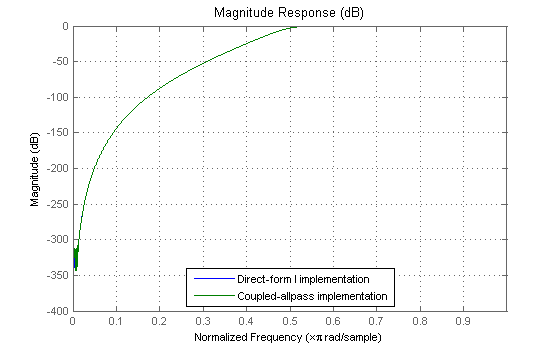 Magnitude Response (dB)
0
-50
-100
-150
-200
-250
-300
-350
-400
Magnitude (dB)
Direct-form I implementation
Coupled-allpass implementation
0 0.1 0.2 0.3 0.4 0.5 0.6 0.7 0.8 0.9
Normalized Frequency (×π rad/sample)